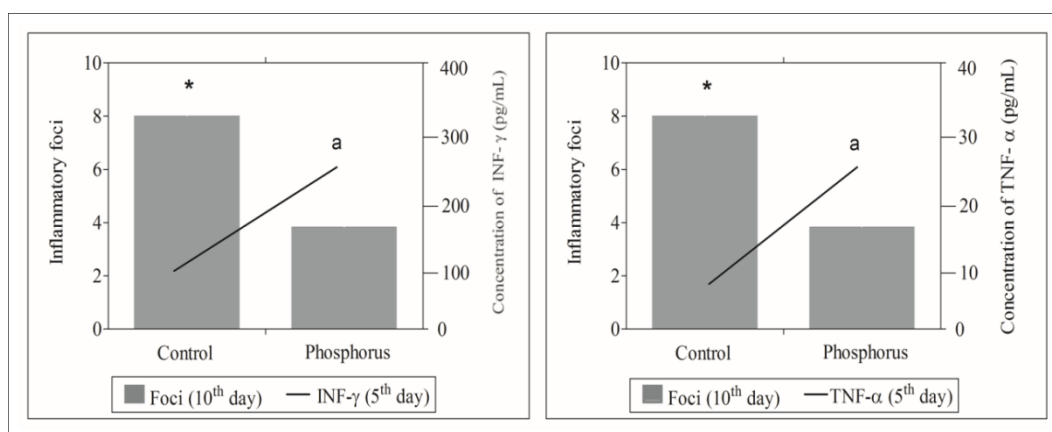 Inflammatory foci
10
8
6
4
2
0
*
a
400
300
200
100
0
Concentration of INF-γ (pg/mL)
Control Phosphorus
Foci (10th day) INF-γ (5th day)
Inflammatory foci
10
8
6
4
2
0
*
a
40
30
20
10
0
Concentration of TNF- α (pg/mL)
Control Phosphorus
Foci (10th day) TNF-α (5th day)